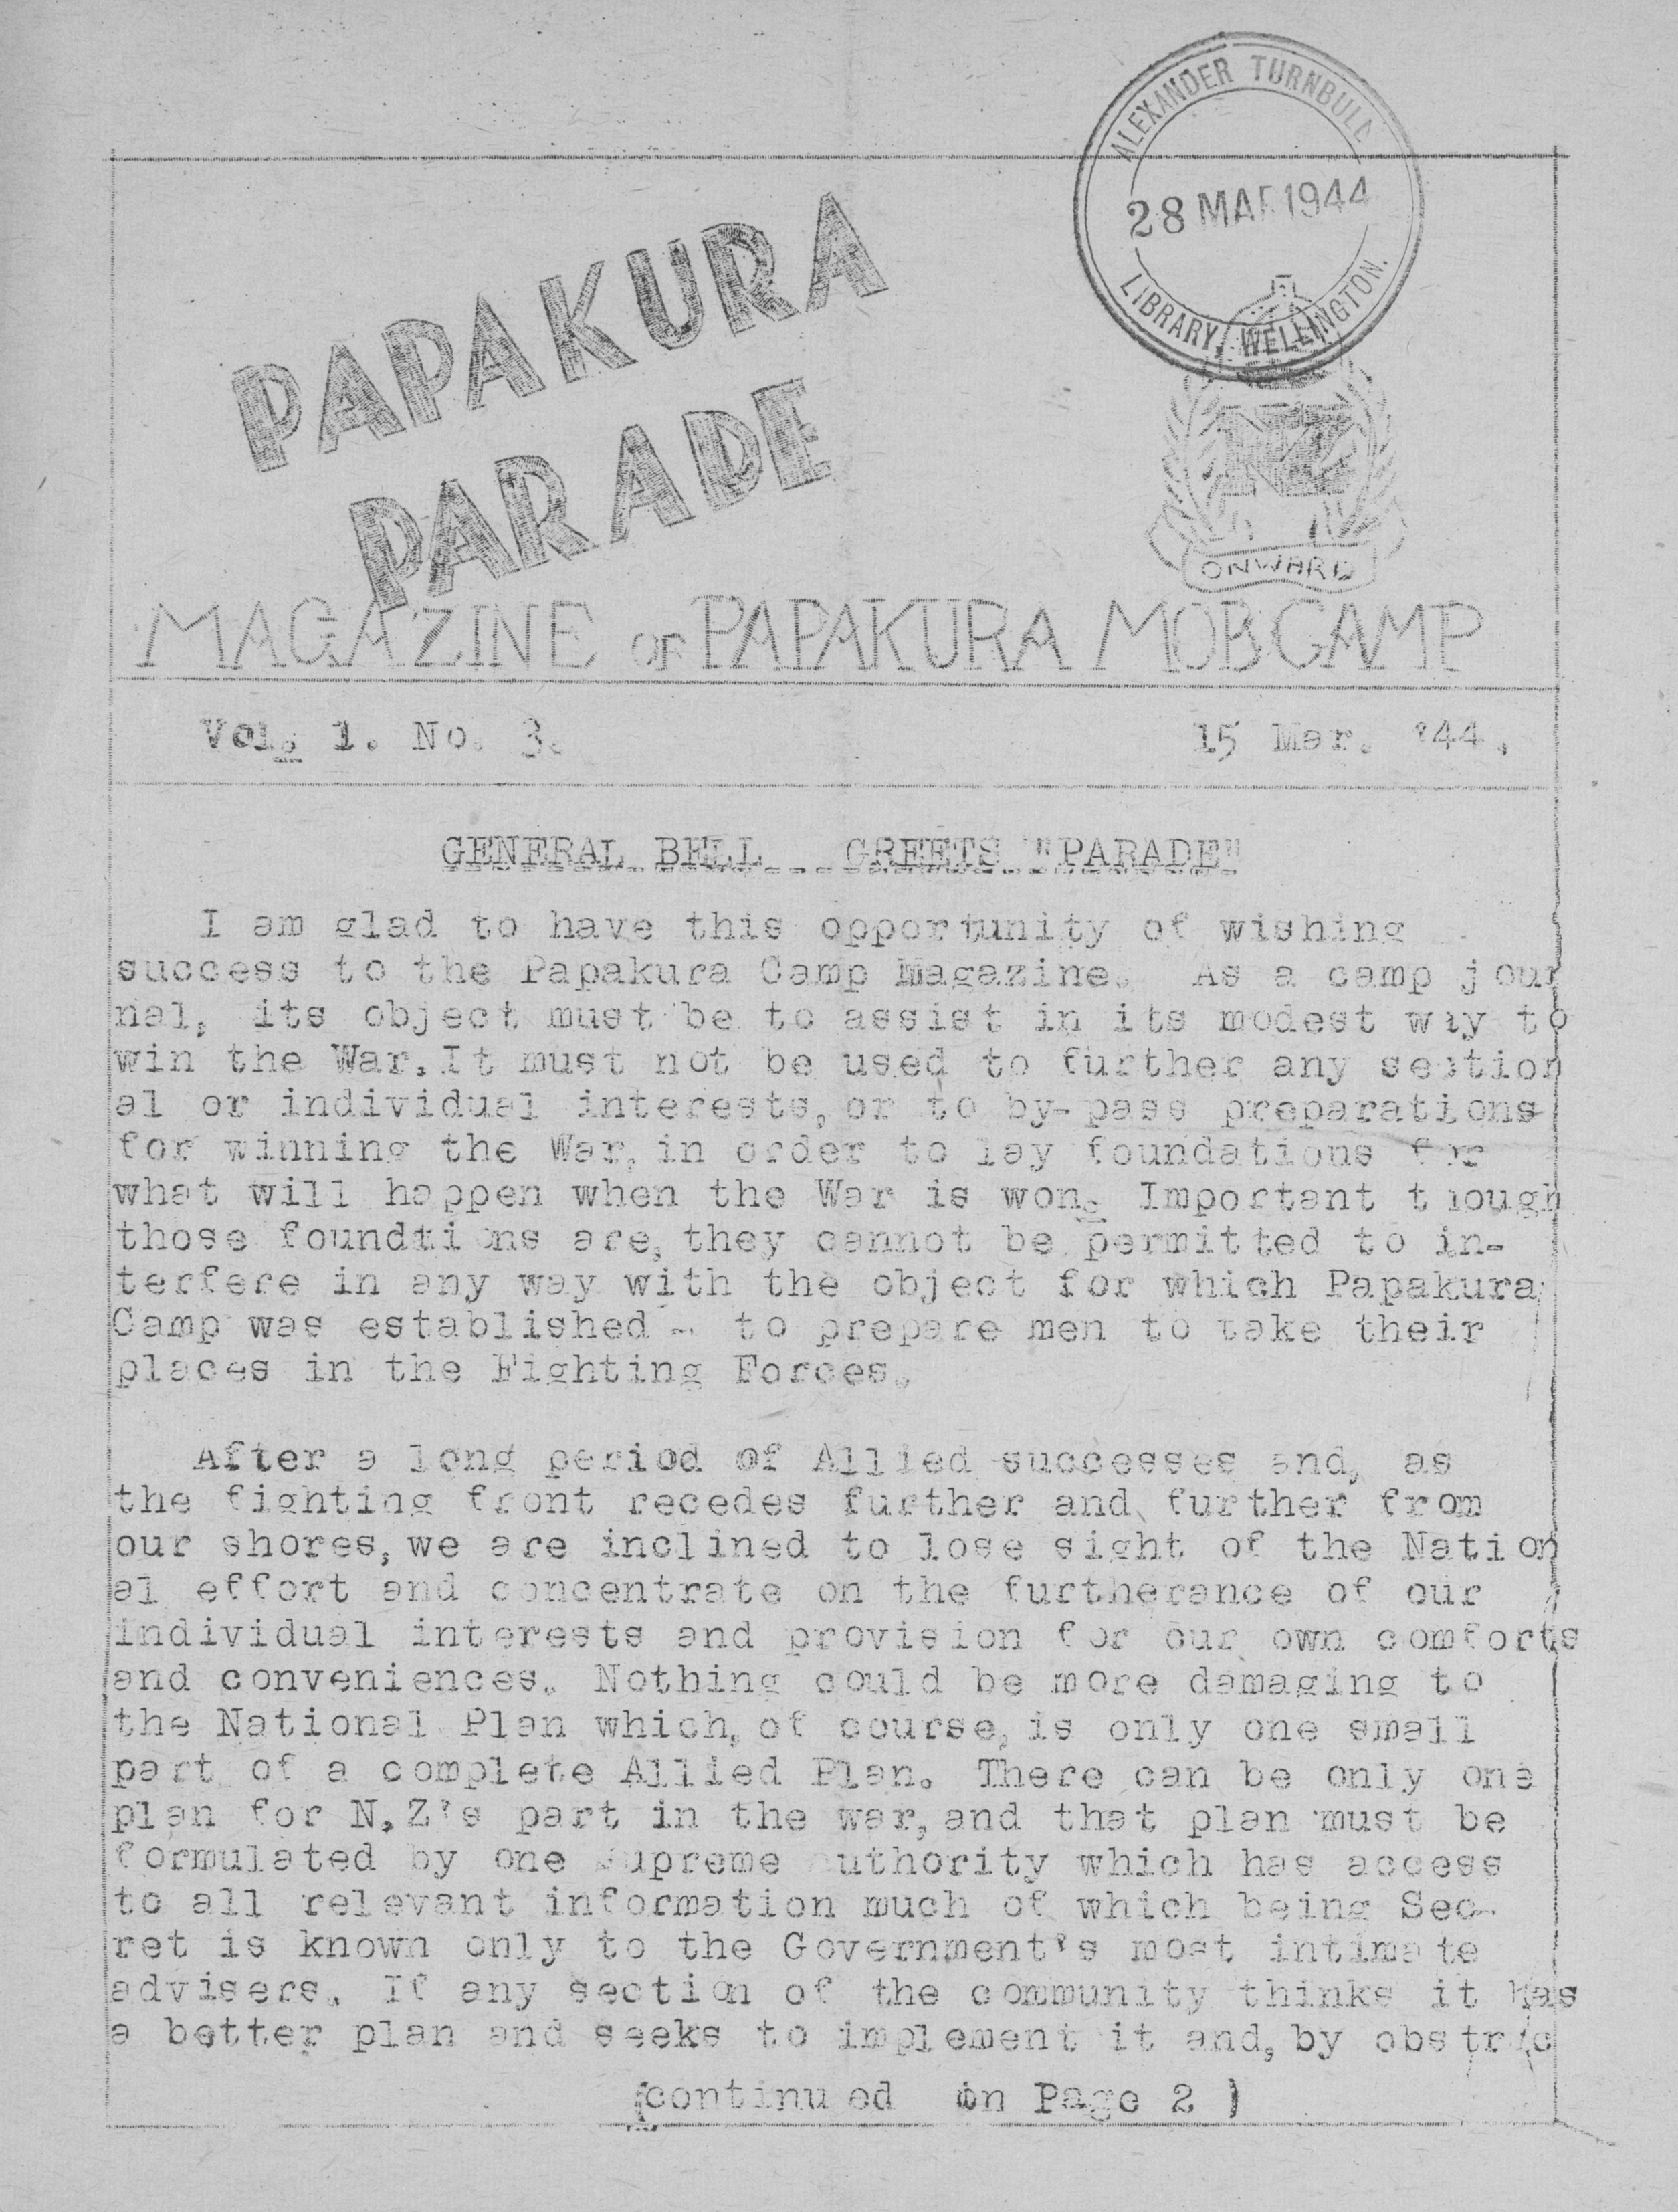 ALEXANDER TURNBULL
28 MAR 1944
LIBRARY, WELLINGTON.
PAPAKURA
PARADE
NZ
ONWARD
MAGAZINE OF PAPAKURA MOB CAMP
Vol. 1. No. 3.
15 Mar. '44.
GENERAL BELL GREETS "PARADE"
I am glad to have this opportunity of wishing
success to the Papakura Camp Magazine. As a camp jour
nal, its object must be to assist in its modest way to
win the War. It must not be used to further any section
al or individual interests, or to by-pass preparations
for winning the War, in order to lay foundations for
what will happen when the War is won. Important though
those foundtions are, they cannot be permitted to in-
terfere in any way with the object for which Papakura
Camp was established - to prepare men to take their
places in the Fighting Forces.
After a long period of Allied successes and, as
the fighting front recedes further and further from
our shores, we are inclined to lose sight of the Nation
al effort and concentrate on the furtherance of our
individual interests and provision for our own comforts
and conveniences. Nothing could be more damaging to
the National Plan which, of course, is only one small
part of a complete Allied Plan. There can be only one
plan for N.Z's part in the war, and that plan must be
formulated by one supreme authority which has access
to all relevant information much of which being Sec-
ret is known only to the Government's most intimate
advisers. If any section of the community thinks it has
a better plan and seeks to implement it and, by obstruc
(continued on Page 2)